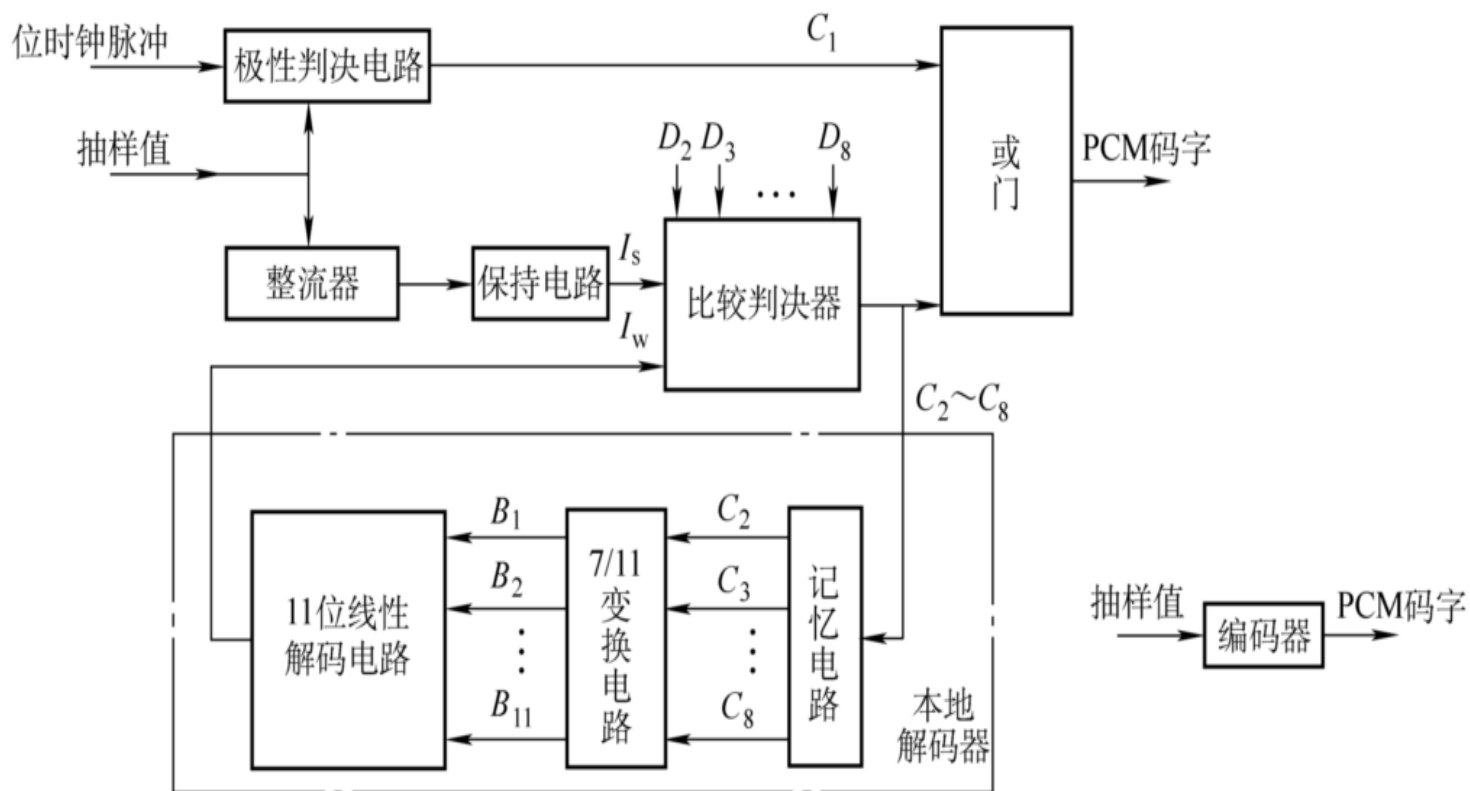 位时钟脉冲
极性判决电路
C1
抽样值
D2 D3 … D8
或门
PCM码字
整流器
保持电路
Is
Iw
比较判决器
C2~C8
11位线性
解码电路
B1
B2
⋮
B11
7/11
变换电路
C2
C3
⋮
C8
记忆电路
本地
解码器
抽样值
编码器
PCM码字